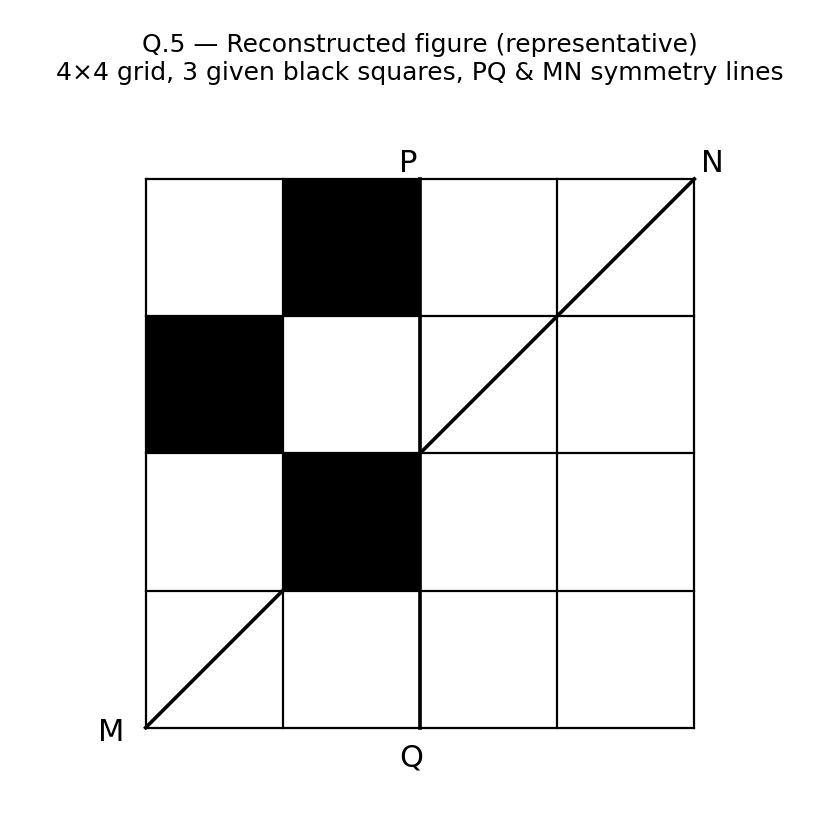 Q.5 — Reconstructed figure (representative)
4×4 grid, 3 given black squares, PQ & MN symmetry lines
P
N
M
Q